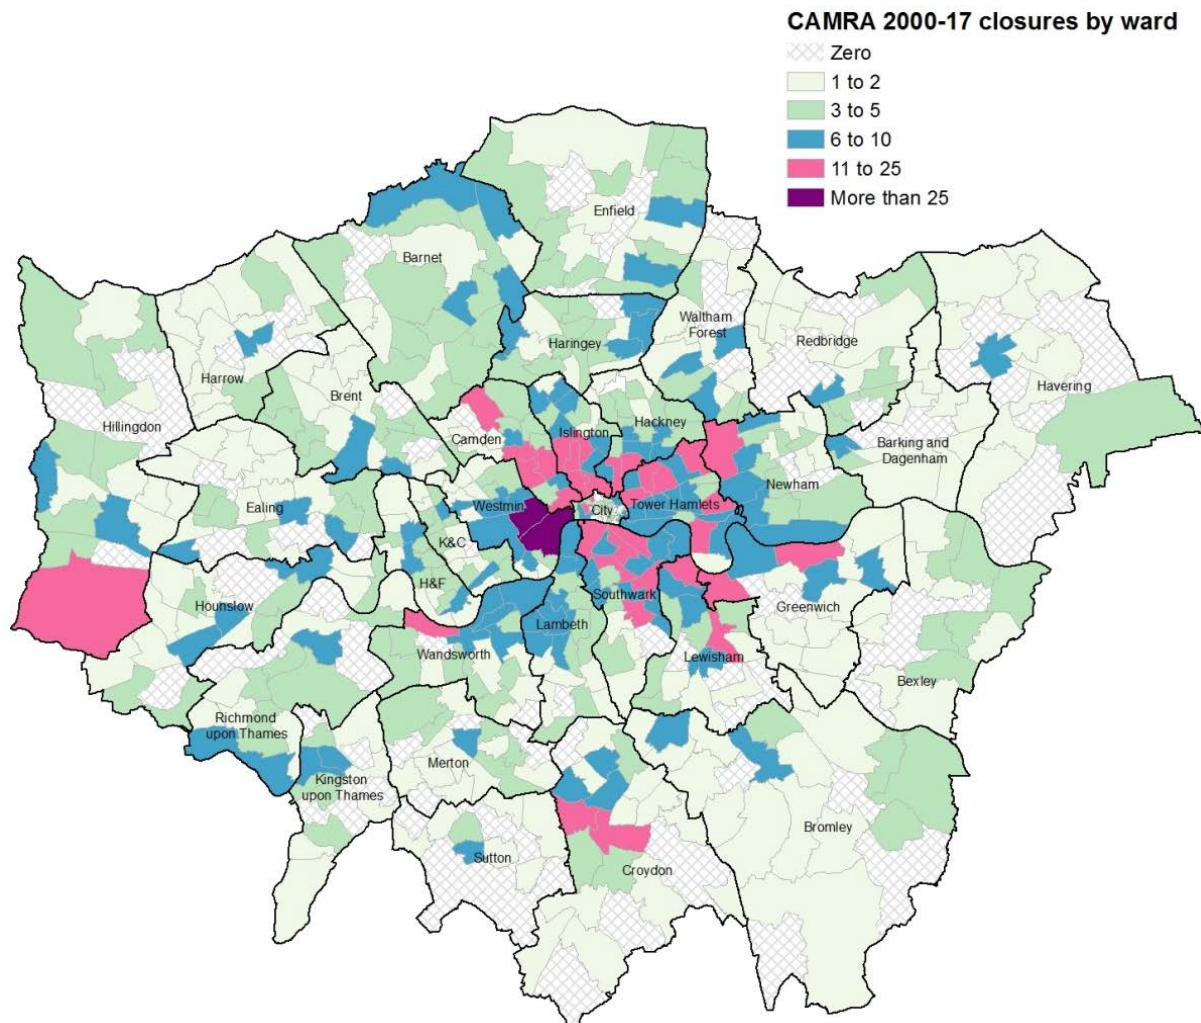 CAMRA 2000-17 closures by ward
Zero
1 to 2
3 to 5
6 to 10
11 to 25
More than 25
Enfield
Barnet
Waltham
Forest
Haringey
Redbridge
Harrow
Brent
Havering
Hillingdon
Camden
Islington
Hackney
Barking and
Dagenham
Newham
Ealing
Westmin
City
Tower Hamlets
K&C
H&F
Hounslow
Southwark
Greenwich
Lambeth
Wandsworth
Lewisham
Bexley
Richmond
upon Thames
Merton
Kingston
upon Thames
Bromley
Sutton
Croydon